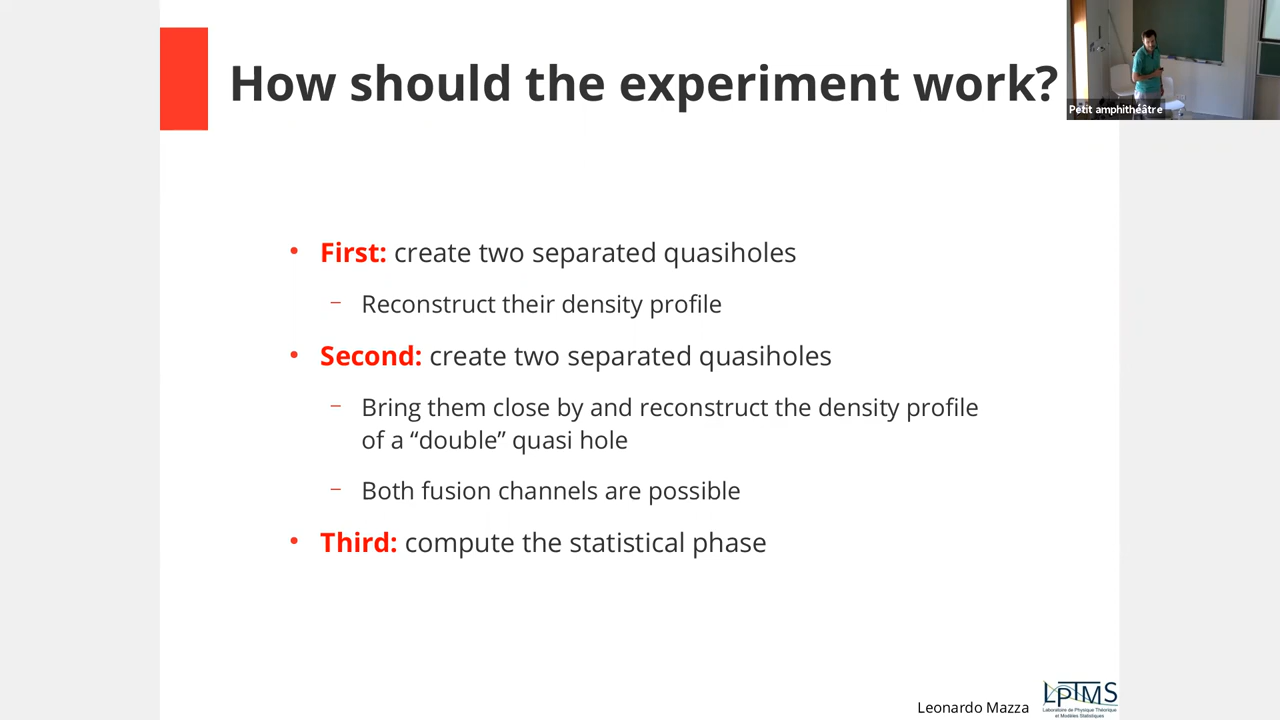 How should the experiment work?
Petit amphithéâtre
• First: create two separated quasiholes
– Reconstruct their density profile
• Second: create two separated quasiholes
– Bring them close by and reconstruct the density profile
of a “double” quasi hole
– Both fusion channels are possible
• Third: compute the statistical phase
Leonardo Mazza
LPTMS
Laboratoire de Physique Théorique
et Modèles Statistiques